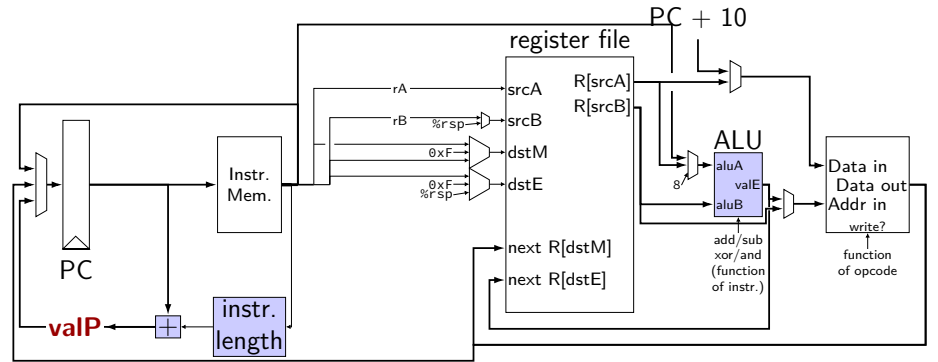 PC + 10
register file
rA
srcA
R[srcA]
R[srcB]
rB
%rsp
srcB
Instr.
Mem.
0xF
dstM
0xF
%rsp
dstE
8
ALU
aluA
valE
aluB
Data in
Data out
Addr in
write?
add/sub
xor/and
(function
of instr.)
function
of opcode
next R[dstM]
next R[dstE]
PC
valP
+
instr.
length